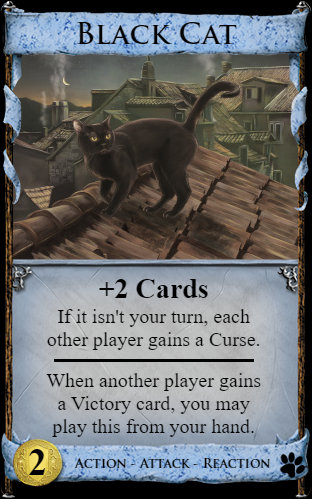 Black Cat
+2 Cards
If it isn't your turn, each
other player gains a Curse.
When another player gains
a Victory card, you may
play this from your hand.
2
Action - Attack - Reaction